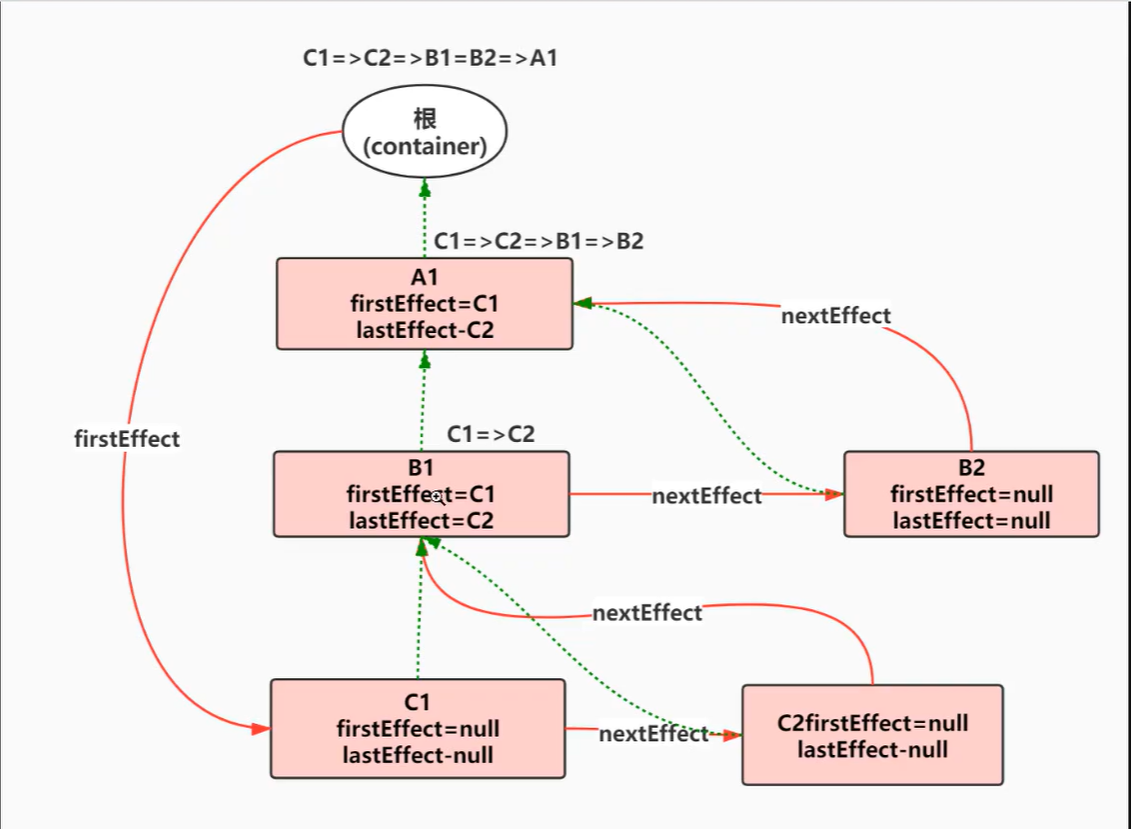 C1=>C2=>B1=B2=>A1
根
(container)
C1=>C2=>B1=>B2
A1
firstEffect=C1
lastEffect-C2
nextEffect
firstEffect
C1=>C2
B1
firstEffect=C1
lastEffect=C2
nextEffect
B2
firstEffect=null
lastEffect=null
nextEffect
C1
firstEffect=null
lastEffect-null
nextEffect
C2firstEffect=null
lastEffect-null